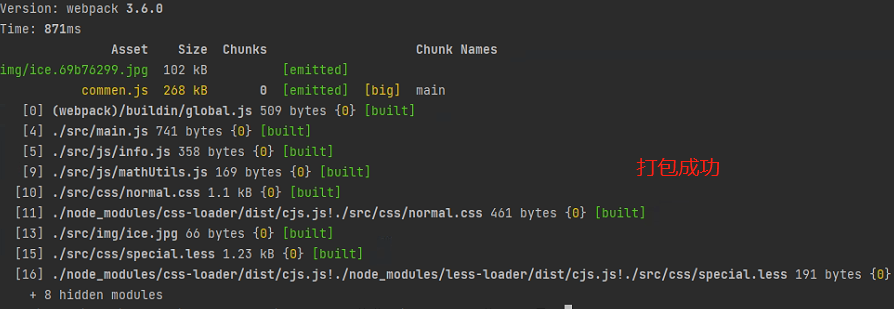 Version: webpack 3.6.0
Time: 871ms
Asset Size Chunks Chunk Names
img/ice.69b76299.jpg 102 kB [emitted]
commen.js 268 kB 0 [emitted] [big] main
[0] (webpack)/buildin/global.js 509 bytes {0} [built]
[4] ./src/main.js 741 bytes {0} [built]
[5] ./src/js/info.js 358 bytes {0} [built]
[9] ./src/js/mathUtils.js 169 bytes {0} [built]
打包成功
[10] ./src/css/normal.css 1.1 kB {0} [built]
[11] ./node_modules/css-loader/dist/cjs.js!./src/css/normal.css 461 bytes {0} [built]
[13] ./src/img/ice.jpg 66 bytes {0} [built]
[15] ./src/css/special.less 1.23 kB {0} [built]
[16] ./node_modules/css-loader/dist/cjs.js!./node_modules/less-loader/dist/cjs.js!./src/css/special.less 191 bytes {0}
+ 8 hidden modules